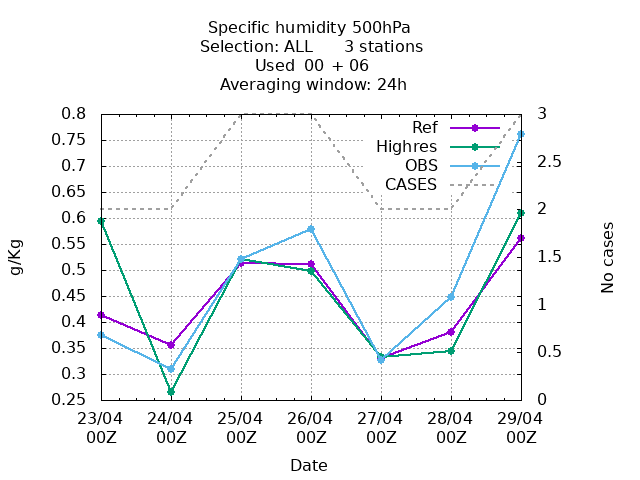 Specific humidity 500hPa
Selection: ALL 3 stations
Used 00 + 06
Averaging window: 24h
0.8
0.75
0.7
0.65
0.6
0.55
0.5
0.45
0.4
0.35
0.3
0.25
g/Kg
Ref
Highres
OBS
CASES
3
2.5
2
1.5
1
0.5
0
No cases
23/04 24/04 25/04 26/04 27/04 28/04 29/04
00Z 00Z 00Z 00Z 00Z 00Z 00Z
Date